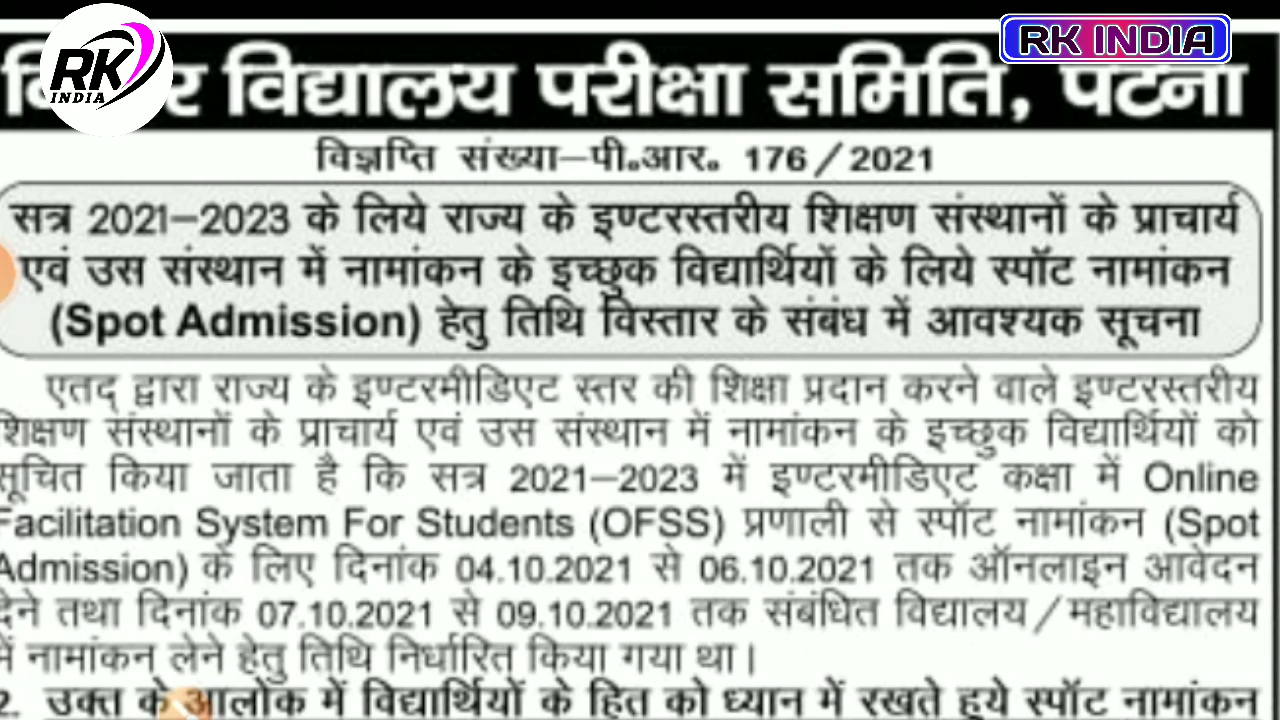 RK INDIA
RK
INDIA
विद्यालय परीक्षा समिति, पटना
विज्ञप्ति संख्या–पी०आर० 176/2021
सत्र 2021–2023 के लिये राज्य के इण्टरस्तरीय शिक्षण संस्थानों के प्राचार्य
एवं उस संस्थान में नामांकन के इच्छुक विद्यार्थियों के लिये स्पॉट नामांकन
(Spot Admission) हेतु तिथि विस्तार के संबंध में आवश्यक सूचना
एतद् द्वारा राज्य के इण्टरमीडिएट स्तर की शिक्षा प्रदान करने वाले इण्टरस्तरीय
शिक्षण संस्थानों के प्राचार्य एवं उस संस्थान में नामांकन के इच्छुक विद्यार्थियों को
सूचित किया जाता है कि सत्र 2021–2023 में इण्टरमीडिएट कक्षा में Online
Facilitation System For Students (OFSS) प्रणाली से स्पॉट नामांकन (Spot
Admission) के लिए दिनांक 04.10.2021 से 06.10.2021 तक ऑनलाइन आवेदन
देने तथा दिनांक 07.10.2021 से 09.10.2021 तक संबंधित विद्यालय/महाविद्यालय
में नामांकन लेने हेतु तिथि निर्धारित किया गया था।
2. उक्त के आलोक में विद्यार्थियों के हित को ध्यान में रखते हुये स्पॉट नामांकन